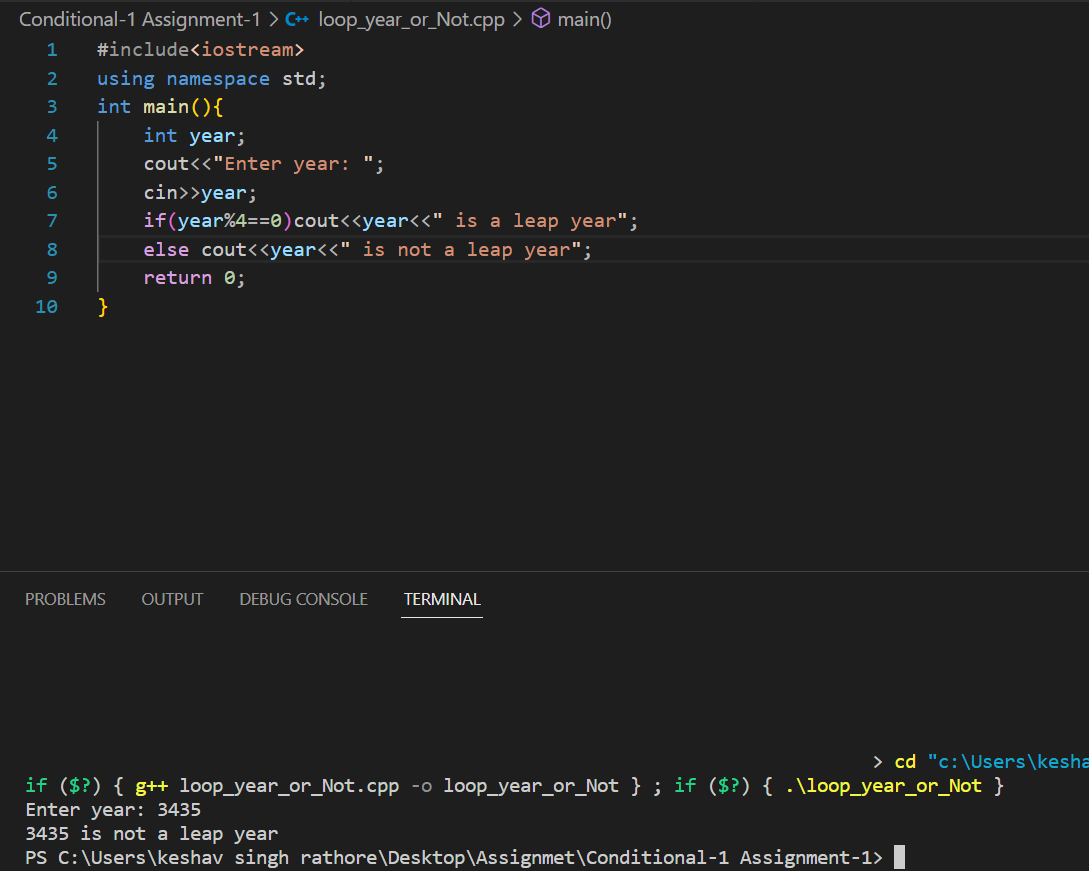 Conditional-1 Assignment-1 > C++ loop_year_or_Not.cpp > main()
1 #include<iostream>
2 using namespace std;
3 int main(){
4 int year;
5 cout<<"Enter year: ";
6 cin>>year;
7 if(year%4==0)cout<<year<<" is a leap year";
8 else cout<<year<<" is not a leap year";
9 return 0;
10 }
PROBLEMS OUTPUT DEBUG CONSOLE TERMINAL
> cd "c:\Users\kesha
if ($?) { g++ loop_year_or_Not.cpp -o loop_year_or_Not } ; if ($?) { .\loop_year_or_Not }
Enter year: 3435
3435 is not a leap year
PS C:\Users\keshav singh rathore\Desktop\Assignmet\Conditional-1 Assignment-1>